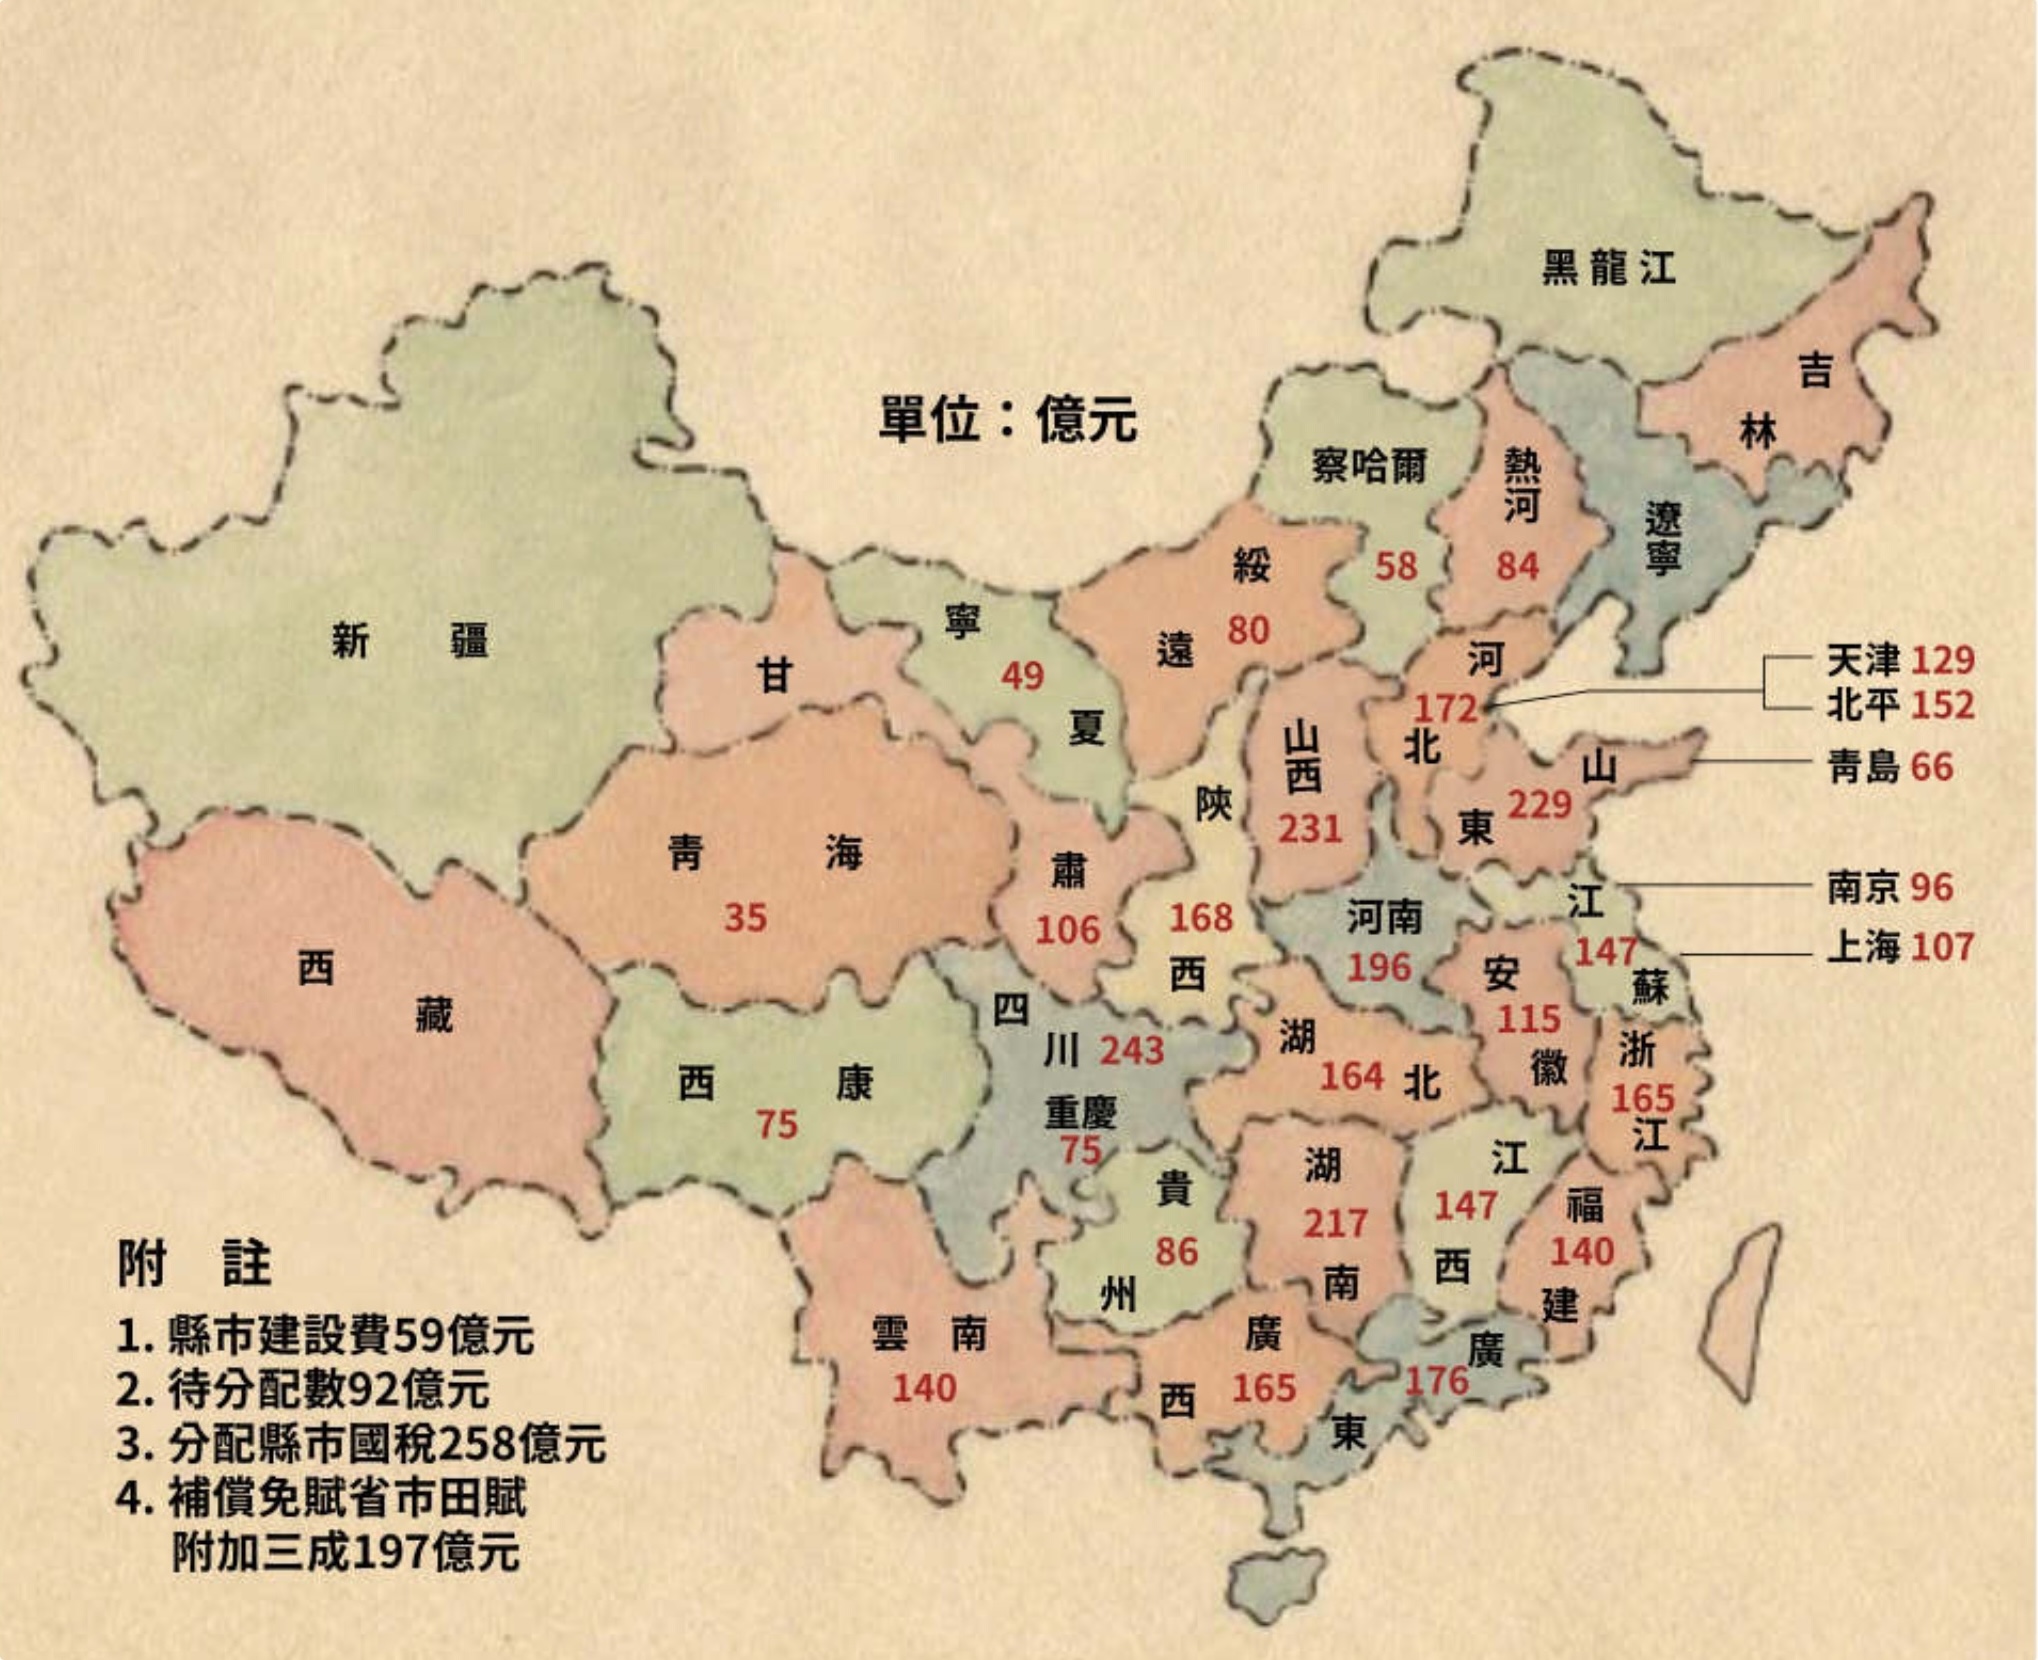 黑龍江
吉林
單位：億元
察哈爾
58
熱河
84
遼寧
綏遠
80
寧夏
49
新疆
甘肅
106
河北
172
天津 129
北平 152
山西
231
山東
229
靑島 66
陝西
168
靑海
35
河南
196
江蘇
147
南京 96
上海 107
西藏
安徽
115
四川 243
重慶
75
西康
75
湖北
164
浙江
165
湖南
217
江西
147
福建
140
貴州
86
雲南
140
廣西
165
廣東
176
附註
1. 縣市建設費59億元
2. 待分配數92億元
3. 分配縣市國稅258億元
4. 補償免賦省市田賦
附加三成197億元